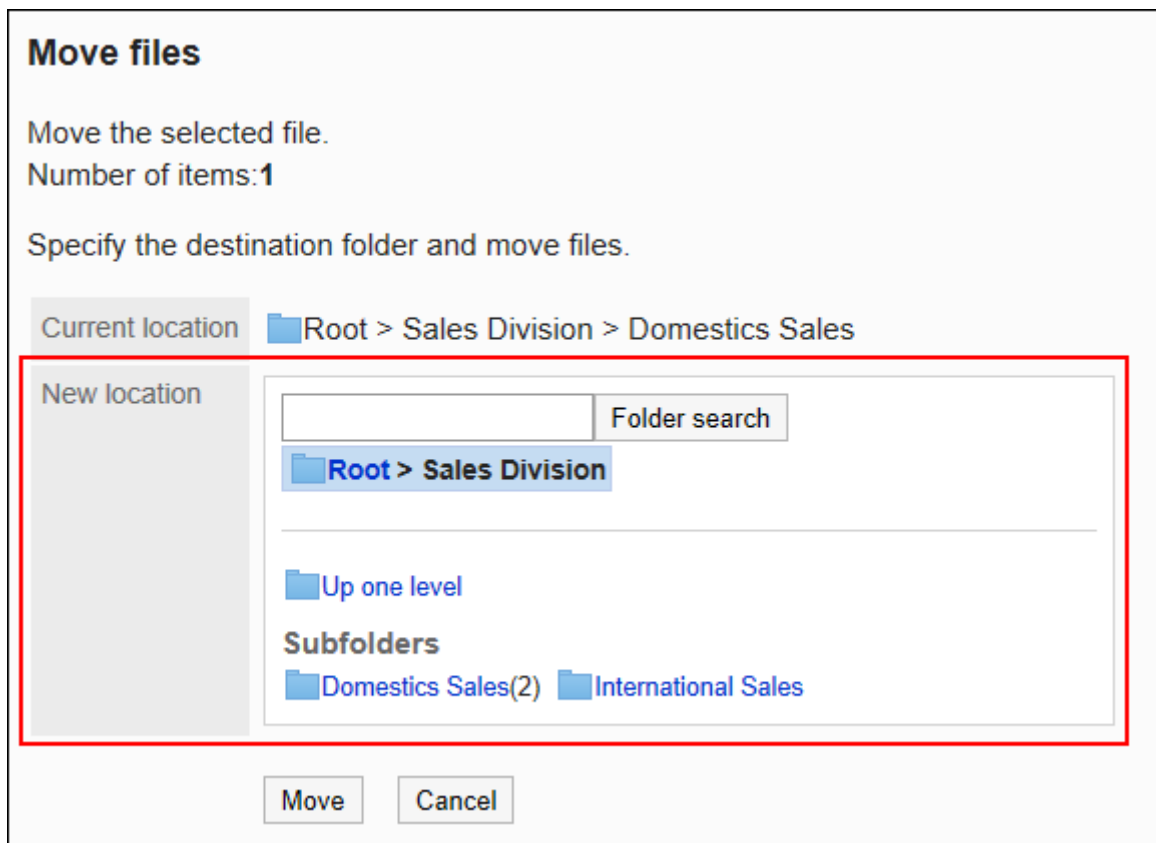 Move files
Move the selected file.
Number of items:1
Specify the destination folder and move files.
Current location Root > Sales Division > Domestics Sales
New location
Folder search
Root > Sales Division
Up one level
Subfolders
Domestics Sales(2) International Sales
Move Cancel